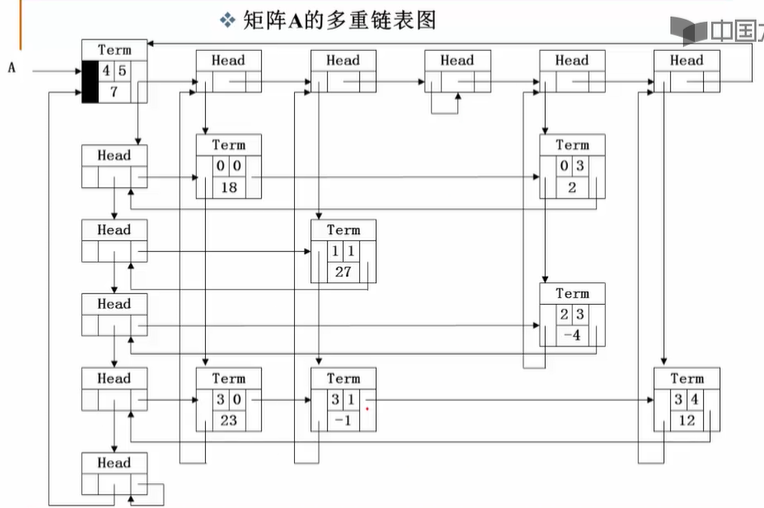 ❖ 矩阵A的多重链表图
中国
A
Term
4 5
7
Head
Head
Head
Head
Head
Head
Term
0 0
18
Term
0 3
2
Head
Term
1 1
27
Head
Term
2 3
-4
Head
Term
3 0
23
Term
3 1
-1
Term
3 4
12
Head